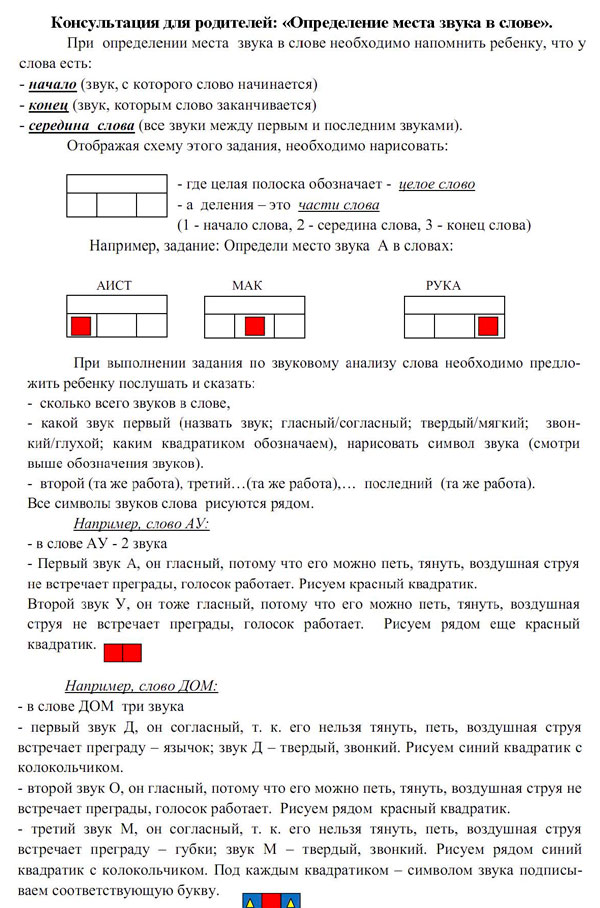 Консультация для родителей: «Определение места звука в слове».
При определении места звука в слове необходимо напомнить ребенку, что у
слова есть:
- начало (звук, с которого слово начинается)
- конец (звук, которым слово заканчивается)
- середина слова (все звуки между первым и последним звуками).
Отображая схему этого задания, необходимо нарисовать:
- где целая полоска обозначает - целое слово
- а деления – это части слова
(1 - начало слова, 2 - середина слова, 3 - конец слова)
Например, задание: Определи место звука А в словах:
АИСТ МАК РУКА
При выполнении задания по звуковому анализу слова необходимо предло-
жить ребенку послушать и сказать:
- сколько всего звуков в слове,
- какой звук первый (назвать звук; гласный/согласный; твердый/мягкий; звон-
кий/глухой; каким квадратиком обозначаем), нарисовать символ звука (смотри
выше обозначения звуков).
- второй (та же работа), третий…(та же работа),… последний (та же работа).
Все символы звуков слова рисуются рядом.
Например, слово АУ:
- в слове АУ - 2 звука
- Первый звук А, он гласный, потому что его можно петь, тянуть, воздушная струя
не встречает преграды, голосок работает. Рисуем красный квадратик.
Второй звук У, он тоже гласный, потому что его можно петь, тянуть, воздушная
струя не встречает преграды, голосок работает. Рисуем рядом еще красный
квадратик.
Например, слово ДОМ:
- в слове ДОМ три звука
- первый звук Д, он согласный, т. к. его нельзя тянуть, петь, воздушная струя
встречает преграду – язычок; звук Д – твердый, звонкий. Рисуем синий квадратик с
колокольчиком.
- второй звук О, он гласный, потому что его можно петь, тянуть, воздушная струя не
встречает преграды, голосок работает. Рисуем рядом красный квадратик.
- третий звук М, он согласный, т. к. его нельзя тянуть, петь, воздушная струя
встречает преграду – губки; звук М – твердый, звонкий. Рисуем рядом синий
квадратик с колокольчиком. Под каждым квадратиком – символом звука подписы-
ваем соответствующую букву.